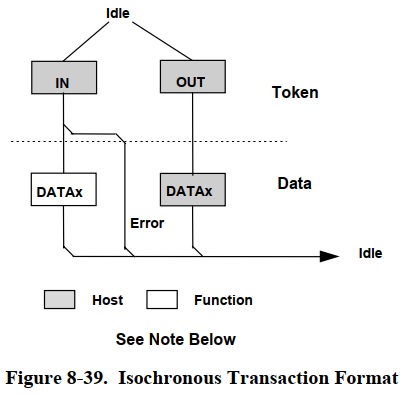 Idle
IN
OUT
Token
DATAx
DATAx
Data
Error
Idle
Host
Function
See Note Below
Figure 8-39. Isochronous Transaction Format